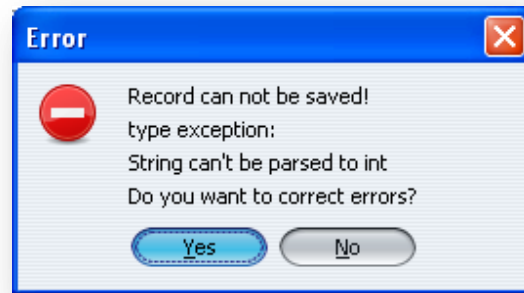 Error
Record can not be saved!
type exception:
String can't be parsed to int
Do you want to correct errors?
Yes
No